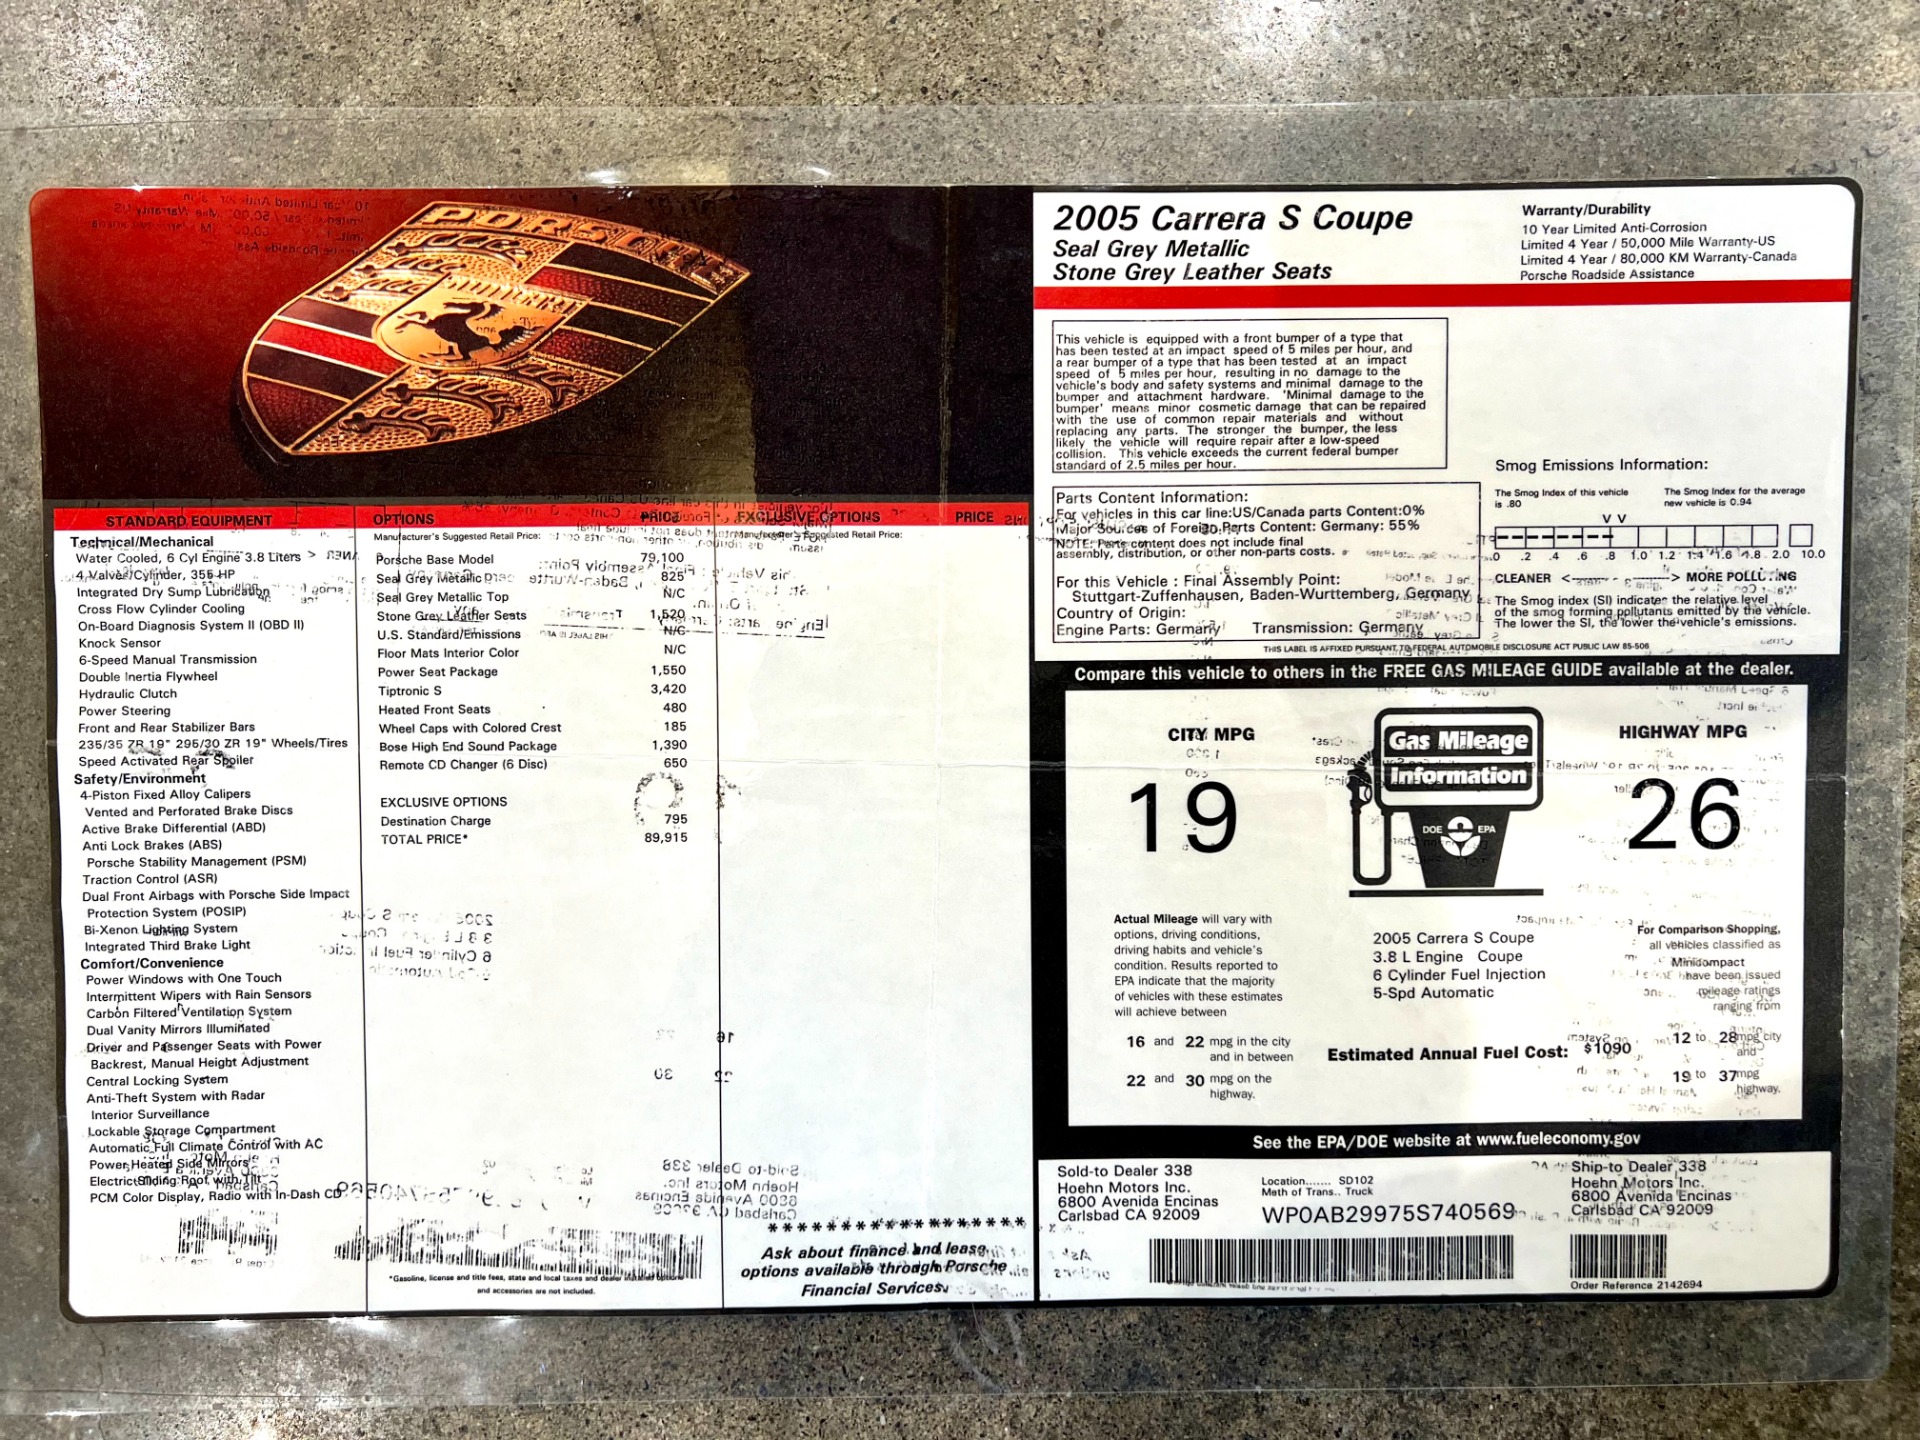 PORSCHE
STANDARD EQUIPMENT
Technical/Mechanical
Water Cooled, 6 Cyl Engine 3.8 Liters
4 Valves/Cylinder, 355 HP
Integrated Dry Sump Lubrication
Cross Flow Cylinder Cooling
On-Board Diagnosis System II (OBD II)
Knock Sensor
6-Speed Manual Transmission
Double Inertia Flywheel
Hydraulic Clutch
Power Steering
Front and Rear Stabilizer Bars
235/35 ZR 19" 295/30 ZR 19" Wheels/Tires
Speed Activated Rear Spoiler
Safety/Environment
4-Piston Fixed Alloy Calipers
Vented and Perforated Brake Discs
Active Brake Differential (ABD)
Anti Lock Brakes (ABS)
Porsche Stability Management (PSM)
Traction Control (ASR)
Dual Front Airbags with Porsche Side Impact
Protection System (POSIP)
Bi-Xenon Lighting System
Integrated Third Brake Light
Comfort/Convenience
Power Windows with One Touch
Intermittent Wipers with Rain Sensors
Carbon Filtered Ventilation System
Dual Vanity Mirrors Illuminated
Driver and Passenger Seats with Power
Backrest, Manual Height Adjustment
Central Locking System
Anti-Theft System with Radar
Interior Surveillance
Lockable Storage Compartment
Automatic Full Climate Control with AC
Power Heated Side Mirrors
Electric Sliding Roof with Tilt
PCM Color Display, Radio with In-Dash CD
OPTIONS PRICE
Manufacturer's Suggested Retail Price:
Porsche Base Model 79,100
Seal Grey Metallic 825
Seal Grey Metallic Top N/C
Stone Grey Leather Seats 1,520
U.S. Standard/Emissions N/C
Floor Mats Interior Color N/C
Power Seat Package 1,550
Tiptronic S 3,420
Heated Front Seats 480
Wheel Caps with Colored Crest 185
Bose High End Sound Package 1,390
Remote CD Changer (6 Disc) 650
EXCLUSIVE OPTIONS
Destination Charge 795
TOTAL PRICE* 89,915
*Gasoline, license and title fees, state and local taxes and dealer installed options
and accessories are not included.
EXCLUSIVE OPTIONS PRICE
Manufacturer's Suggested Retail Price:
******************
Ask about finance and lease
options available through Porsche
Financial Services.
2005 Carrera S Coupe
Seal Grey Metallic
Stone Grey Leather Seats
Warranty/Durability
10 Year Limited Anti-Corrosion
Limited 4 Year / 50,000 Mile Warranty-US
Limited 4 Year / 80,000 KM Warranty-Canada
Porsche Roadside Assistance
This vehicle is equipped with a front bumper of a type that
has been tested at an impact speed of 5 miles per hour, and
a rear bumper of a type that has been tested at an impact
speed of 5 miles per hour, resulting in no damage to the
vehicle's body and safety systems and minimal damage to the
bumper and attachment hardware. 'Minimal damage to the
bumper' means minor cosmetic damage that can be repaired
with the use of common repair materials and without
replacing any parts. The stronger the bumper, the less
likely the vehicle will require repair after a low-speed
collision. This vehicle exceeds the current federal bumper
standard of 2.5 miles per hour.
Parts Content Information:
For vehicles in this car line:US/Canada parts Content:0%
Major Sources of Foreign Parts Content: Germany: 55%
NOTE: Parts content does not include final
assembly, distribution, or other non-parts costs.
For this Vehicle : Final Assembly Point:
Stuttgart-Zuffenhausen, Baden-Wurttemberg, Germany
Country of Origin:
Engine Parts: Germany Transmission: Germany
Smog Emissions Information:
The Smog Index of this vehicle
is .80
The Smog Index for the average
new vehicle is 0.94
V V
.0 .2 .4 .6 .8 1.0 1.2 1.4 1.6 1.8 2.0 10.0
CLEANER <------------> MORE POLLUTING
The Smog index (SI) indicates the relative level
of the smog forming pollutants emitted by the vehicle.
The lower the SI, the lower the vehicle's emissions.
THIS LABEL IS AFFIXED PURSUANT TO FEDERAL AUTOMOBILE DISCLOSURE ACT PUBLIC LAW 85-506
Compare this vehicle to others in the FREE GAS MILEAGE GUIDE available at the dealer.
CITY MPG
19
Gas Mileage
Information
DOE EPA
HIGHWAY MPG
26
Actual Mileage will vary with
options, driving conditions,
driving habits and vehicle's
condition. Results reported to
EPA indicate that the majority
of vehicles with these estimates
will achieve between
16 and 22 mpg in the city
and in between
22 and 30 mpg on the
highway.
2005 Carrera S Coupe
3.8 L Engine Coupe
6 Cylinder Fuel Injection
5-Spd Automatic
Estimated Annual Fuel Cost: $1090
For Comparison Shopping,
all vehicles classified as
Minicompact
have been issued
mileage ratings
ranging from
12 to 28 mpg city
and
19 to 37 mpg
highway.
See the EPA/DOE website at www.fueleconomy.gov
Sold-to Dealer 338
Hoehn Motors Inc.
6800 Avenida Encinas
Carlsbad CA 92009
Location....... SD102
Meth of Trans.. Truck
WP0AB29975S740569
Ship-to Dealer 338
Hoehn Motors Inc.
6800 Avenida Encinas
Carlsbad CA 92009
Order Reference 2142694